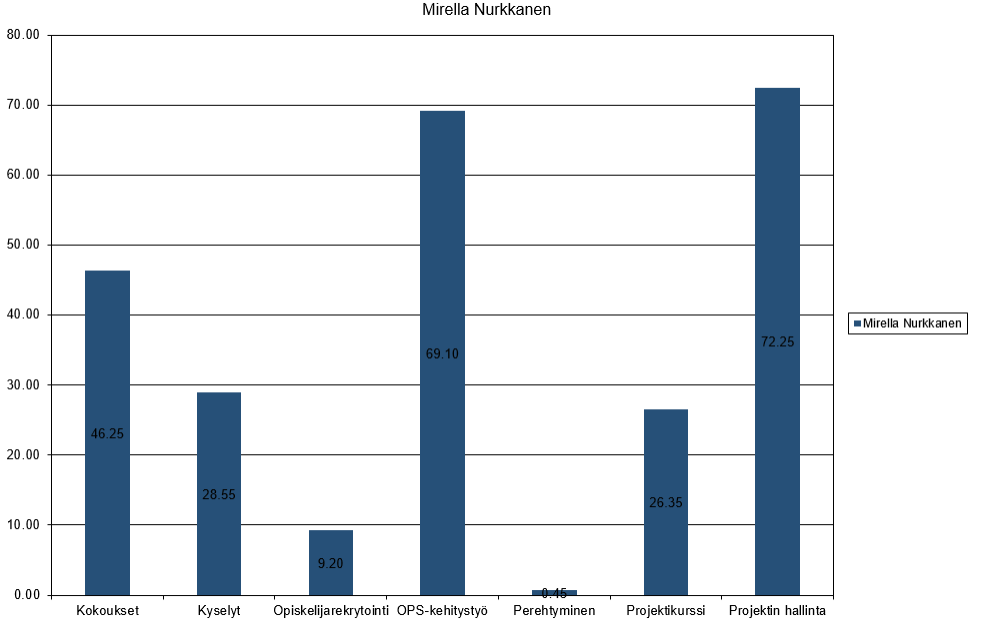 Mirella Nurkkanen
80.00
70.00
60.00
50.00
40.00
30.00
20.00
10.00
0.00
46.25
28.55
9.20
69.10
0.45
26.35
72.25
Kokoukset
Kyselyt
Opiskelijarekrytointi
OPS-kehitystyö
Perehtyminen
Projektikurssi
Projektin hallinta
Mirella Nurkkanen